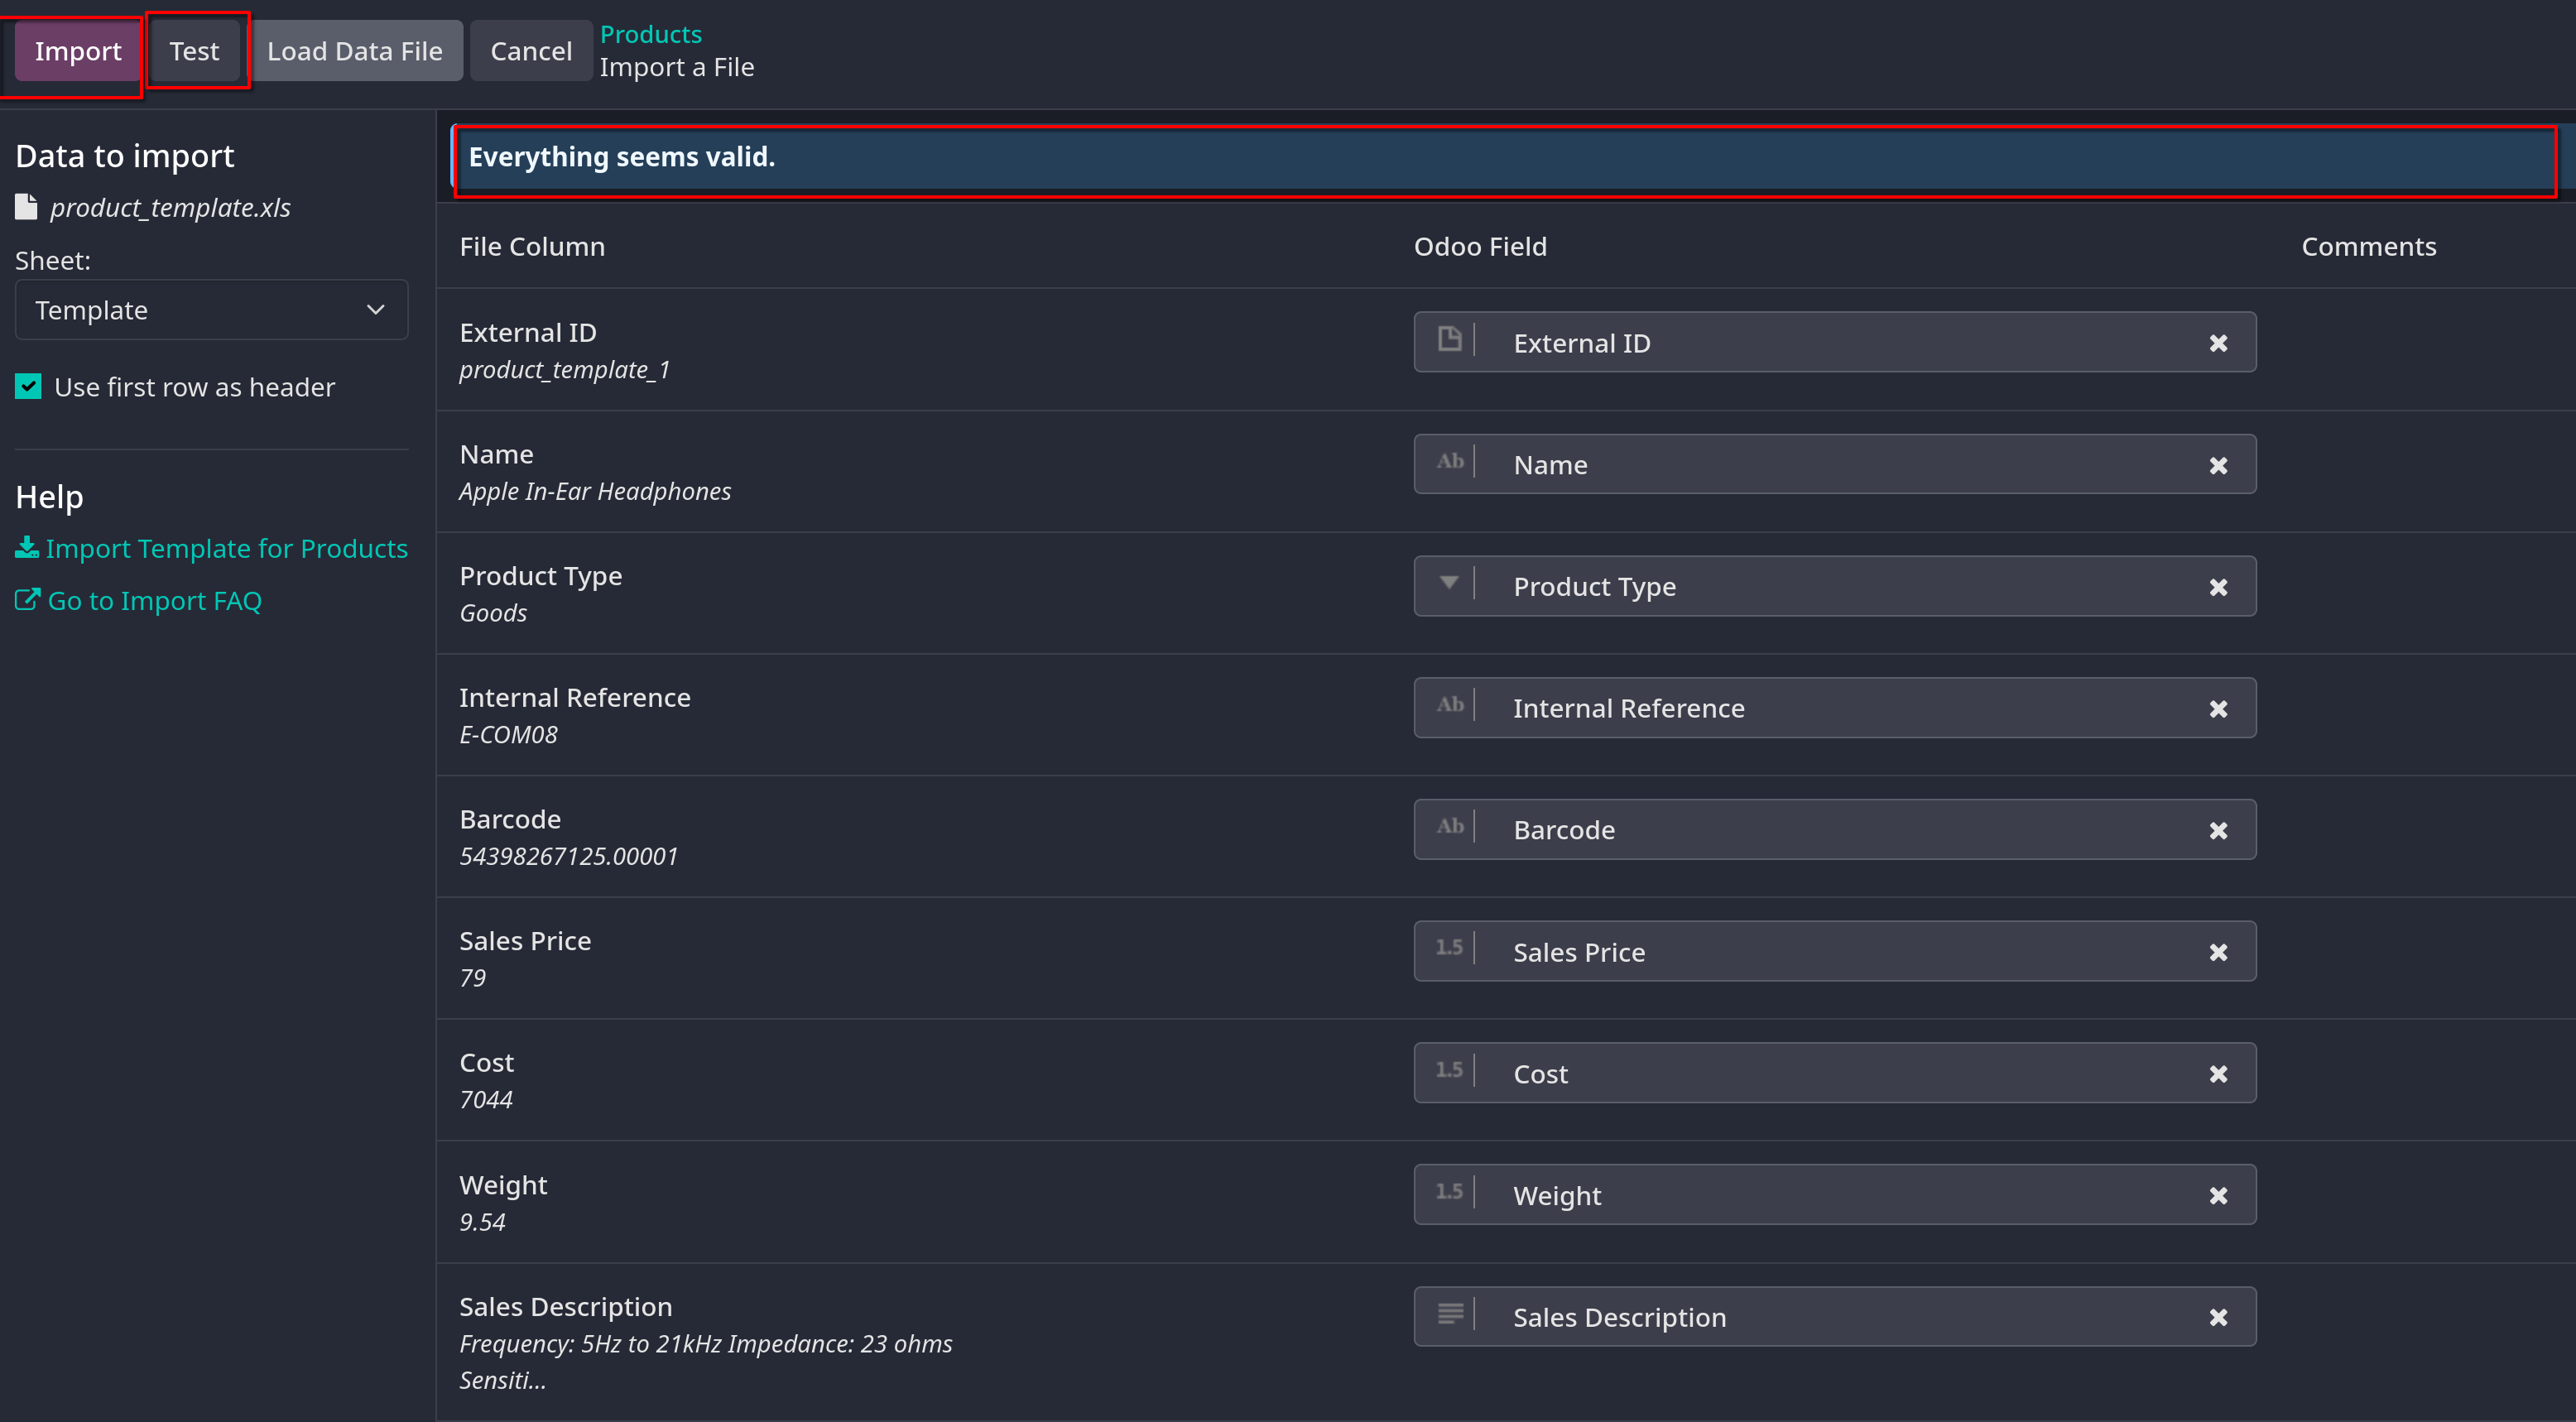 Import
Test
Load Data File
Cancel
Products
Import a File
Data to import
product_template.xls
Sheet:
Template
Use first row as header
Help
Import Template for Products
Go to Import FAQ
Everything seems valid.
File Column
Odoo Field
Comments
External ID
product_template_1
External ID
Name
Apple In-Ear Headphones
Ab
Name
Product Type
Goods
Product Type
Internal Reference
E-COM08
Ab
Internal Reference
Barcode
54398267125.00001
Ab
Barcode
Sales Price
79
1.5
Sales Price
Cost
7044
1.5
Cost
Weight
9.54
1.5
Weight
Sales Description
Frequency: 5Hz to 21kHz Impedance: 23 ohms
Sensiti...
Sales Description